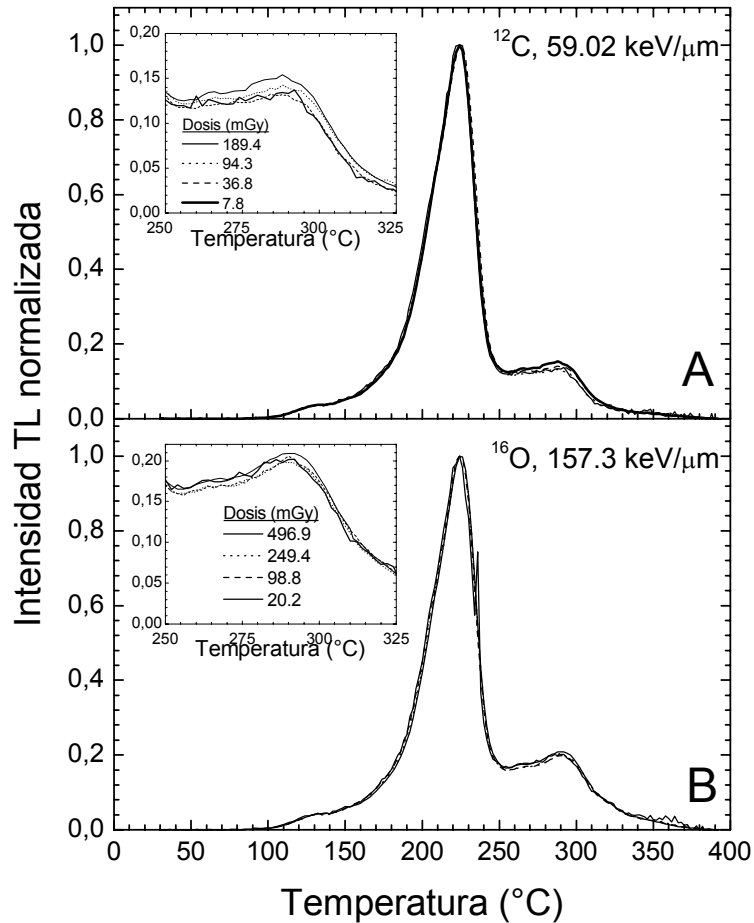 Intensidad TL normalizada
12C, 59.02 keV/μm
1,0
0,8
0,6
0,4
0,2
0,0
A
0,20
0,15
0,10
0,05
0,00
250 275 300 325
Temperatura (°C)
Dosis (mGy)
189.4
94.3
36.8
7.8
16O, 157.3 keV/μm
1,0
0,8
0,6
0,4
0,2
0,0
B
0,20
0,15
0,10
0,05
0,00
250 275 300 325
Temperatura (°C)
Dosis (mGy)
496.9
249.4
98.8
20.2
0 50 100 150 200 250 300 350 400
Temperatura (°C)